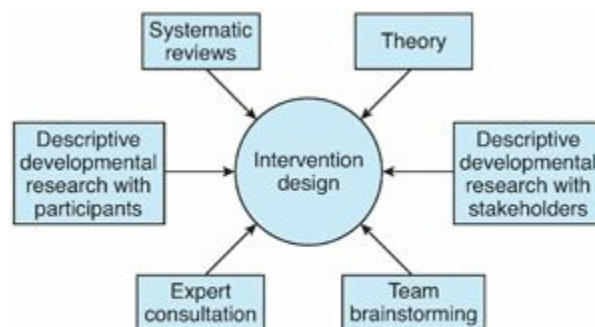 Systematic
reviews
Theory
Descriptive
developmental
research with
participants
Intervention
design
Descriptive
developmental
research with
stakeholders
Expert
consultation
Team
brainstorming